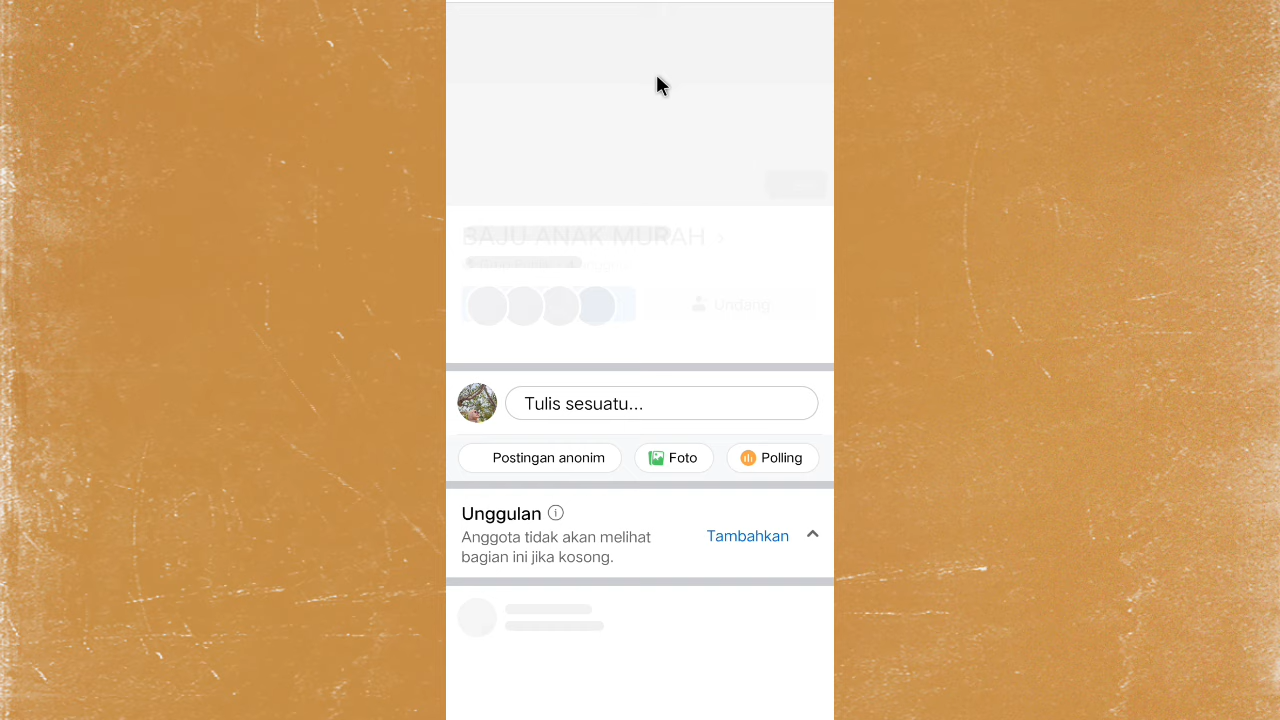 BAJU ANAK MURAH
Undang
Tulis sesuatu...
Postingan anonim
Foto
Polling
Unggulan
Anggota tidak akan melihat
bagian ini jika kosong.
Tambahkan